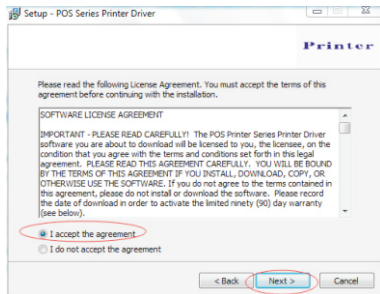 Setup - POS Series Printer Driver
Printer
Please read the following License Agreement. You must accept the terms of this
agreement before continuing with the installation.
SOFTWARE LICENSE AGREEMENT
IMPORTANT - PLEASE READ CAREFULLY! The POS Printer Series Printer Driver
software you are about to download will be licensed to you, the licensee, on the
condition that you agree with the terms and conditions set forth in this legal
agreement. PLEASE READ THIS AGREEMENT CAREFULLY. YOU WILL BE BOUND
BY THE TERMS OF THIS AGREEMENT IF YOU INSTALL, DOWNLOAD, COPY, OR
OTHERWISE USE THE SOFTWARE. If you do not agree to the terms contained in
this agreement, please do not install or download the software. Please record
the date of download in order to activate the limited ninety (90) day warranty
(see below).
I accept the agreement
I do not accept the agreement
< Back
Next >
Cancel